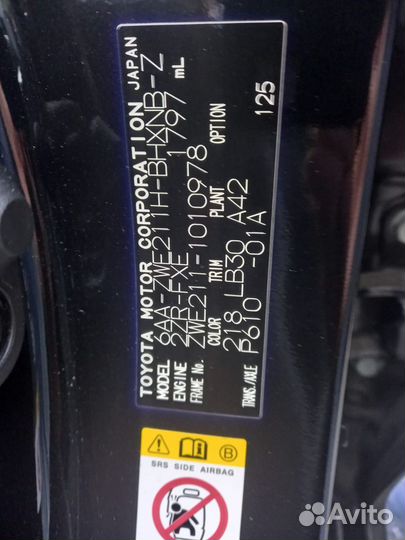 TOYOTA MOTOR CORPORATION JAPAN
MODEL 6AA-ZWE211H-BHXNB-Z
ENGINE 2ZR-FXE 1797 mL
FRAME No. ZWE211-1010978
COLOR TRIM PLANT OPTION 125
218 LB30 A42
TRANS./AXLE P610 -01A
SRS SIDE AIRBAG
B
Avito